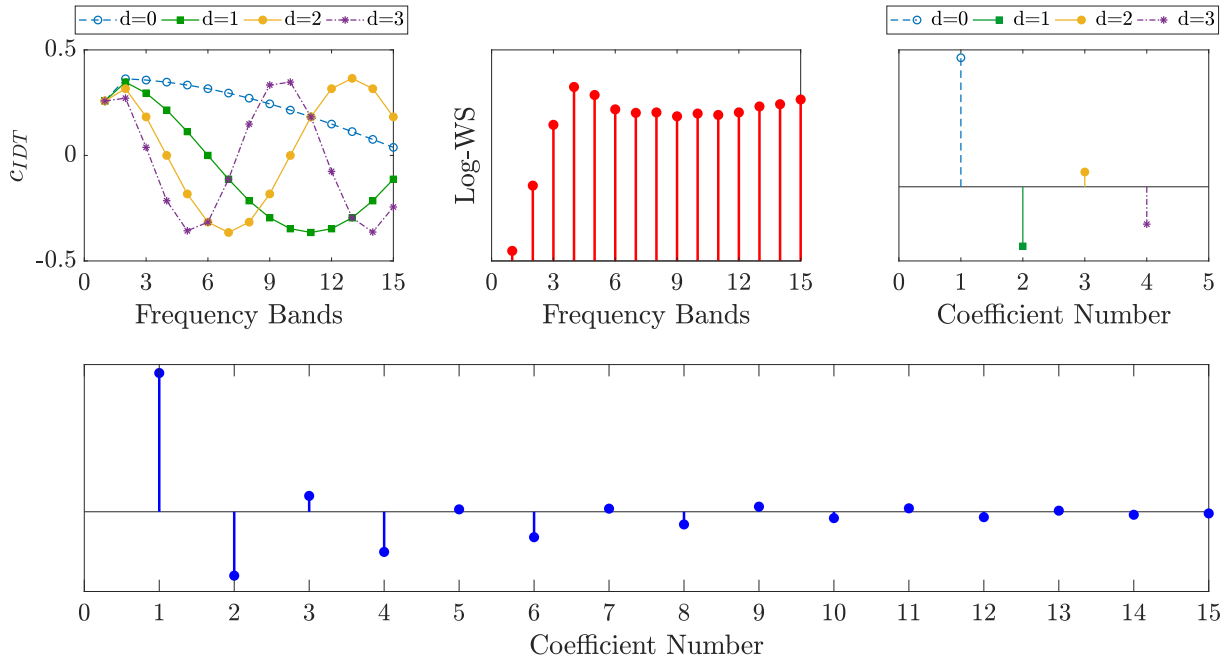 d=0 d=1 d=2 d=3
d=0 d=1 d=2 d=3
0.5
0
-0.5
c_IDT
0 3 6 9 12 15
Frequency Bands
Log-WS
0 3 6 9 12 15
Frequency Bands
0 1 2 3 4 5
Coefficient Number
0 1 2 3 4 5 6 7 8 9 10 11 12 13 14 15
Coefficient Number